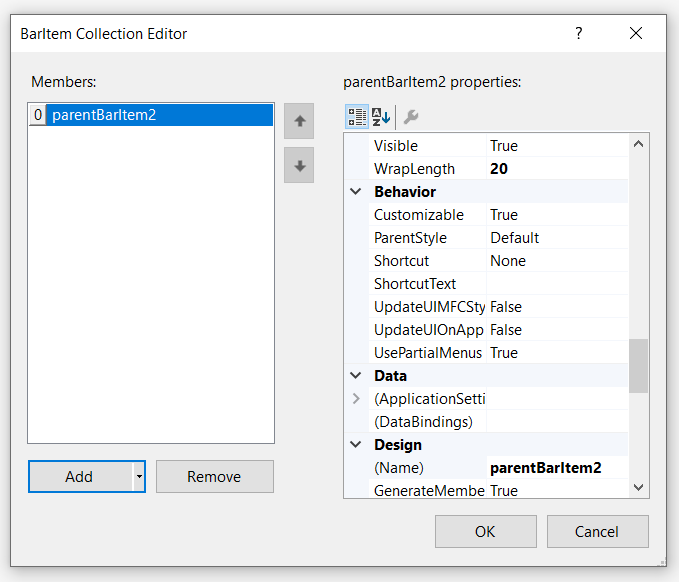 BarItem Collection Editor ?
Members:
0 parentBarItem2
Add
Remove
parentBarItem2 properties:
Visible True
WrapLength 20
Behavior
Customizable True
ParentStyle Default
Shortcut None
ShortcutText
UpdateUIMFCSty False
UpdateUIOnApp False
UsePartialMenus True
Data
(ApplicationSetti
(DataBindings)
Design
(Name) parentBarItem2
GenerateMembe True
OK
Cancel